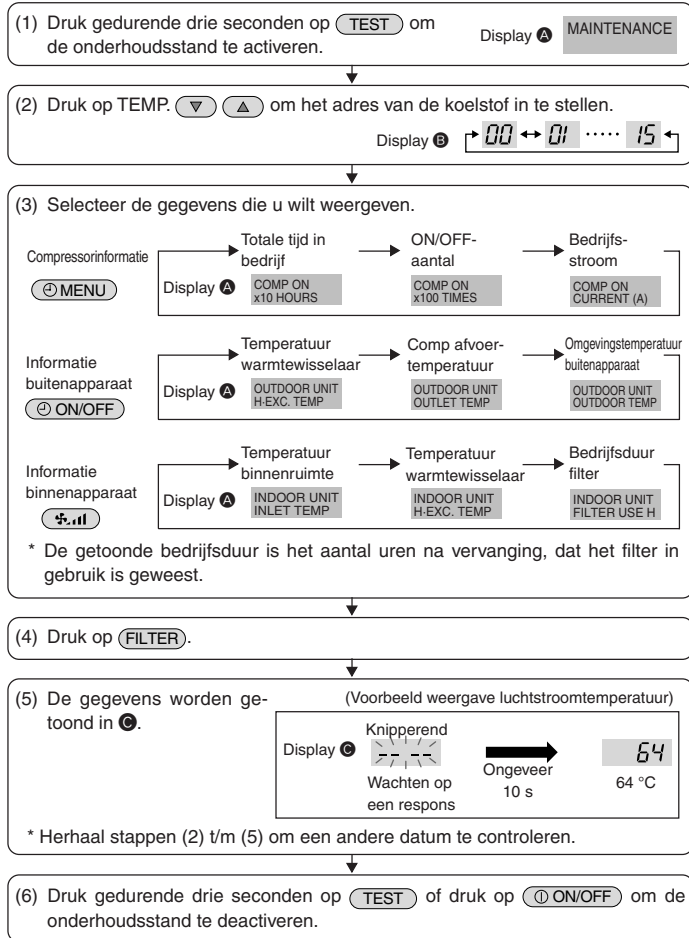 (1) Druk gedurende drie seconden op TEST om
de onderhoudsstand te activeren.
Display A MAINTENANCE
(2) Druk op TEMP. ▽ △ om het adres van de koelstof in te stellen.
Display B 00 ↔ 01 ····· 15
(3) Selecteer de gegevens die u wilt weergeven.
Compressorinformatie
MENU
Totale tijd in
bedrijf
ON/OFF-
aantal
Bedrijfs-
stroom
Display A
COMP ON
x10 HOURS
COMP ON
x100 TIMES
COMP ON
CURRENT (A)
Informatie
buitenapparaat
ON/OFF
Temperatuur
warmtewisselaar
Comp afvoer-
temperatuur
Omgevingstemperatuur
buitenapparaat
Display A
OUTDOOR UNIT
H·EXC. TEMP
OUTDOOR UNIT
OUTLET TEMP
OUTDOOR UNIT
OUTDOOR TEMP
Informatie
binnenapparaat
Temperatuur
binnenruimte
Temperatuur
warmtewisselaar
Bedrijfsduur
filter
Display A
INDOOR UNIT
INLET TEMP
INDOOR UNIT
H·EXC. TEMP
INDOOR UNIT
FILTER USE H
* De getoonde bedrijfsduur is het aantal uren na vervanging, dat het filter in
gebruik is geweest.
(4) Druk op FILTER.
(5) De gegevens worden ge-
toond in C.
(Voorbeeld weergave luchtstroomtemperatuur)
Display C
Knipperend
-- --
Wachten op
een respons
Ongeveer
10 s
64
64 °C
* Herhaal stappen (2) t/m (5) om een andere datum te controleren.
(6) Druk gedurende drie seconden op TEST of druk op ON/OFF om de
onderhoudsstand te deactiveren.